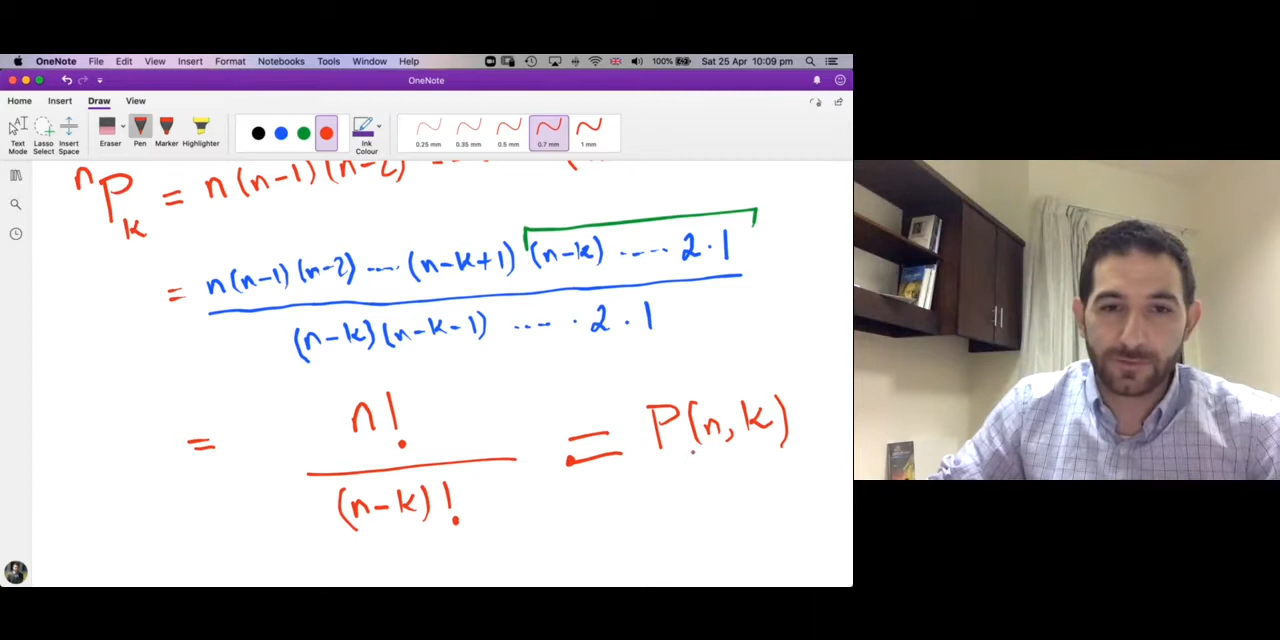 OneNote File Edit View Insert Format Notebooks Tools Window Help 100% Sat 25 Apr 10:09 pm
OneNote
Home Insert Draw View
Text Mode Lasso Select Insert Space Eraser Pen Marker Highlighter Ink Colour 0.25 mm 0.35 mm 0.5 mm 0.7 mm 1 mm
ⁿPₖ = n(n-1)(n-2)
= n(n-1)(n-2) .... (n-k+1) (n-k) ..... 2 · 1
(n-k)(n-k-1) .... · 2 · 1
= n! = P(n, k)
(n-k)!